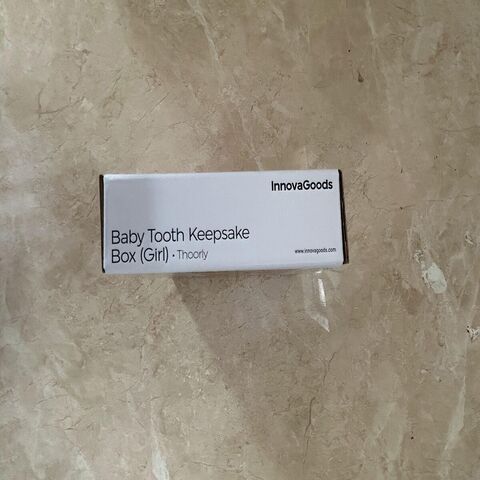 InnovaGoods
Baby Tooth Keepsake
Box (Girl) · Thoorly
www.innovagoods.com